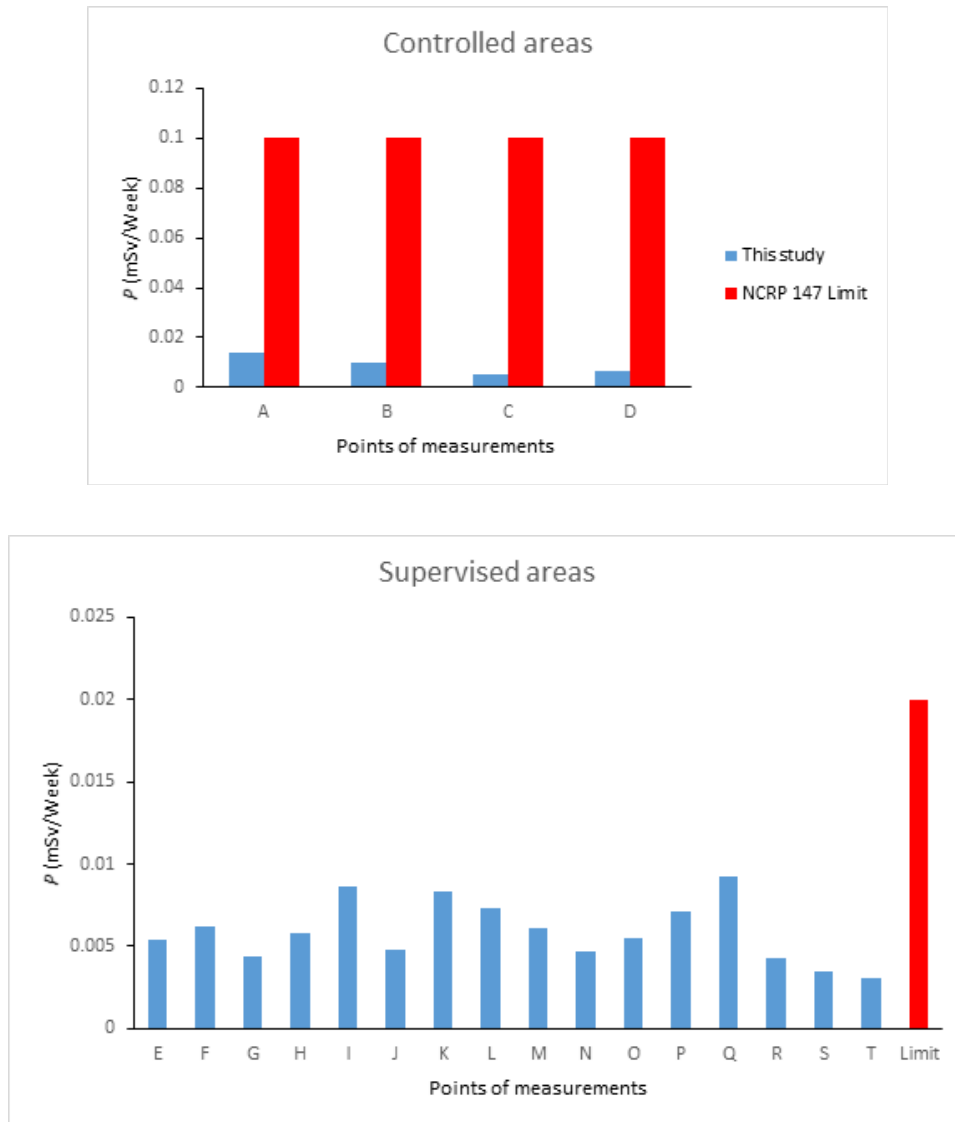 Controlled areas
0.12
0.1
0.08
0.06
0.04
0.02
0
P (mSv/Week)
A B C D
Points of measurements
This study
NCRP 147 Limit
Supervised areas
0.025
0.02
0.015
0.01
0.005
0
P (mSv/Week)
E F G H I J K L M N O P Q R S T Limit
Points of measurements